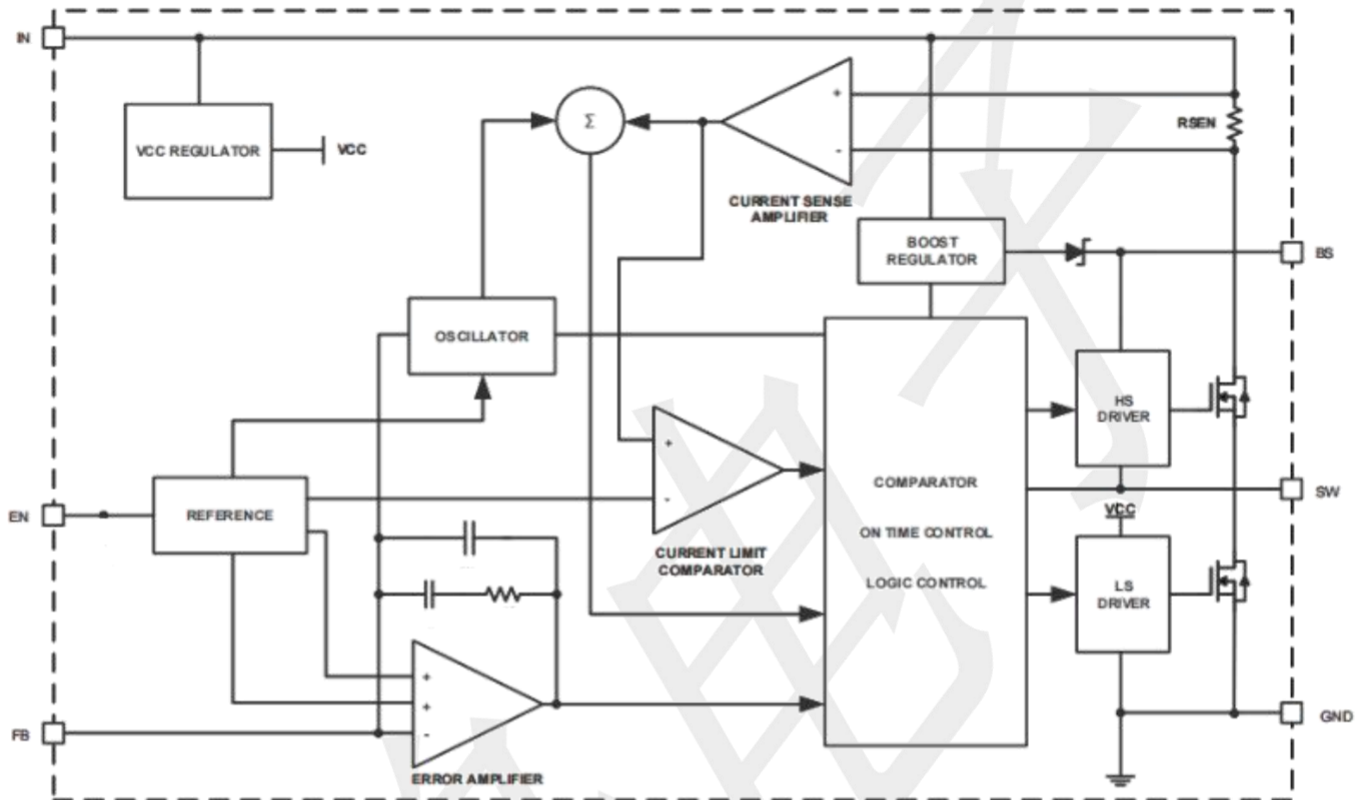 IN
VCC REGULATOR
VCC
Σ
+
-
RSEN
CURRENT SENSE
AMPLIFIER
BOOST
REGULATOR
BS
OSCILLATOR
HS
DRIVER
+
-
CURRENT LIMIT
COMPARATOR
COMPARATOR
ON TIME CONTROL
LOGIC CONTROL
SW
VCC
EN
REFERENCE
LS
DRIVER
+
+
-
FB
ERROR AMPLIFIER
GND